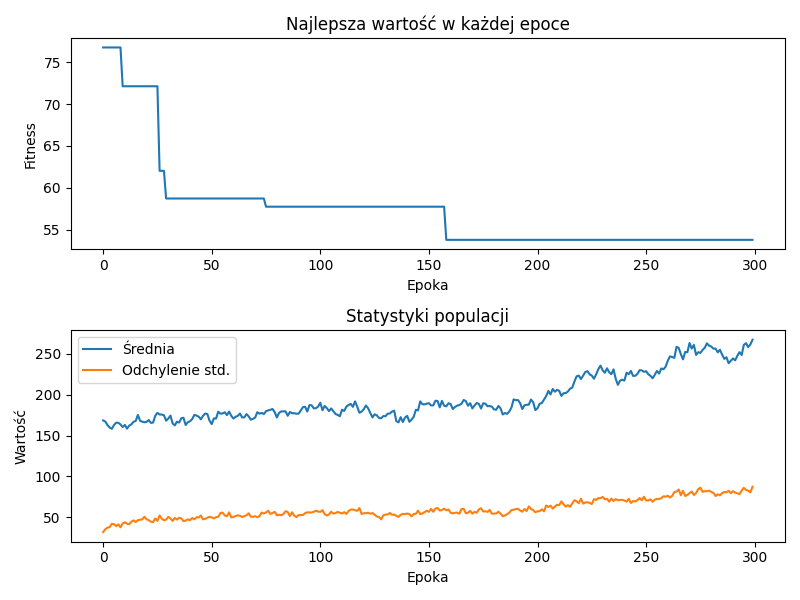 Najlepsza wartość w każdej epoce
75
70
65
60
55
Fitness
0 50 100 150 200 250 300
Epoka
Statystyki populacji
Średnia
Odchylenie std.
250
200
150
100
50
Wartość
0 50 100 150 200 250 300
Epoka